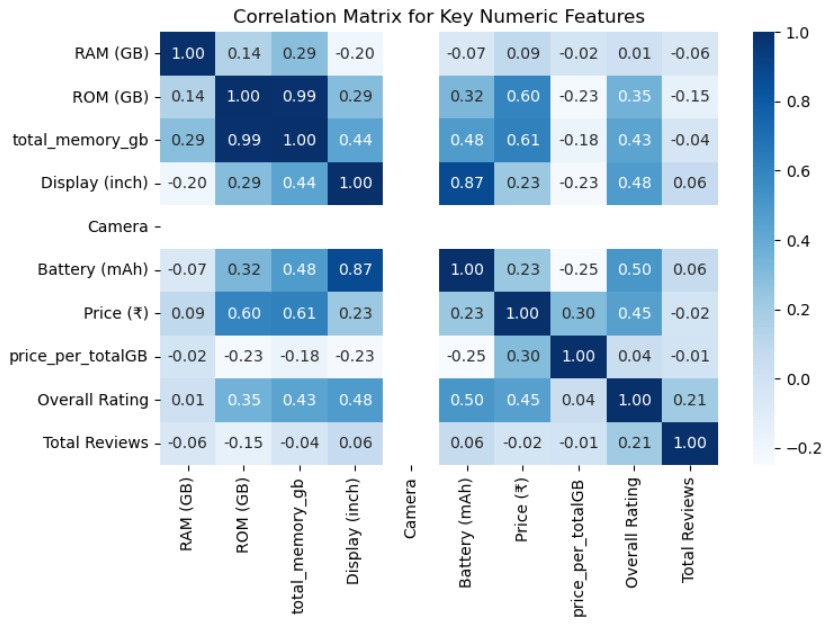 Correlation Matrix for Key Numeric Features
RAM (GB) 1.00 0.14 0.29 -0.20 -0.07 0.09 -0.02 0.01 -0.06
ROM (GB) 0.14 1.00 0.99 0.29 0.32 0.60 -0.23 0.35 -0.15
total_memory_gb 0.29 0.99 1.00 0.44 0.48 0.61 -0.18 0.43 -0.04
Display (inch) -0.20 0.29 0.44 1.00 0.87 0.23 -0.23 0.48 0.06
Camera
Battery (mAh) -0.07 0.32 0.48 0.87 1.00 0.23 -0.25 0.50 0.06
Price (₹) 0.09 0.60 0.61 0.23 0.23 1.00 0.30 0.45 -0.02
price_per_totalGB -0.02 -0.23 -0.18 -0.23 -0.25 0.30 1.00 0.04 -0.01
Overall Rating 0.01 0.35 0.43 0.48 0.50 0.45 0.04 1.00 0.21
Total Reviews -0.06 -0.15 -0.04 0.06 0.06 -0.02 -0.01 0.21 1.00
RAM (GB)
ROM (GB)
total_memory_gb
Display (inch)
Camera
Battery (mAh)
Price (₹)
price_per_totalGB
Overall Rating
Total Reviews
1.0
0.8
0.6
0.4
0.2
0.0
−0.2